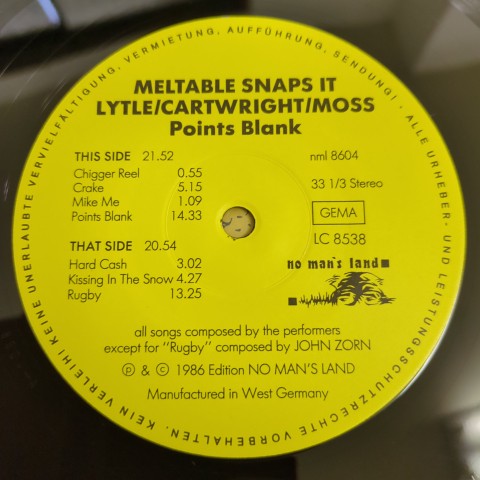 KEINE UNERLAUBTE VERVIELFÄLTIGUNG, VERMIETUNG, AUFFÜHRUNG, SENDUNG! · ALLE URHEBER- UND LEISTUNGSSCHUTZRECHTE VORBEHALTEN. KEIN VERLEIH!
MELTABLE SNAPS IT
LYTLE/CARTWRIGHT/MOSS
Points Blank
THIS SIDE 21.52
Chigger Reel 0.55
Crake 5.15
Mike Me 1.09
Points Blank 14.33
THAT SIDE 20.54
Hard Cash 3.02
Kissing In The Snow 4.27
Rugby 13.25
nml 8604
33 1/3 Stereo
GEMA
LC 8538
no man's land
all songs composed by the performers
except for "Rugby" composed by JOHN ZORN
℗ & © 1986 Edition NO MAN'S LAND
Manufactured in West Germany